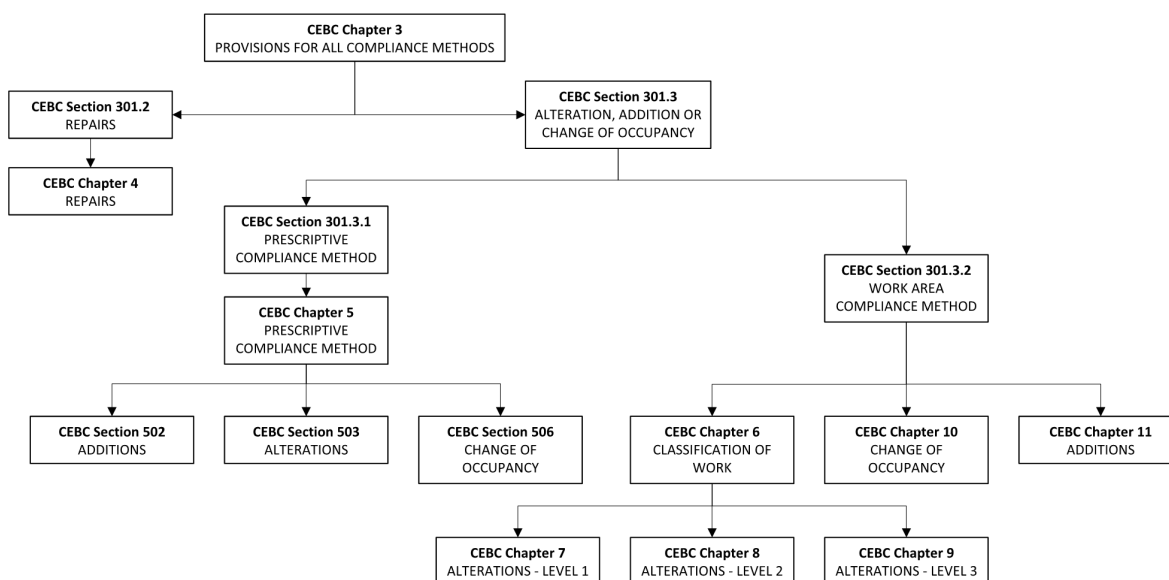 CEBC Chapter 3
PROVISIONS FOR ALL COMPLIANCE METHODS
CEBC Section 301.2
REPAIRS
CEBC Section 301.3
ALTERATION, ADDITION OR
CHANGE OF OCCUPANCY
CEBC Chapter 4
REPAIRS
CEBC Section 301.3.1
PRESCRIPTIVE
COMPLIANCE METHOD
CEBC Section 301.3.2
WORK AREA
COMPLIANCE METHOD
CEBC Chapter 5
PRESCRIPTIVE
COMPLIANCE METHOD
CEBC Section 502
ADDITIONS
CEBC Section 503
ALTERATIONS
CEBC Section 506
CHANGE OF
OCCUPANCY
CEBC Chapter 6
CLASSIFICATION OF
WORK
CEBC Chapter 10
CHANGE OF
OCCUPANCY
CEBC Chapter 11
ADDITIONS
CEBC Chapter 7
ALTERATIONS - LEVEL 1
CEBC Chapter 8
ALTERATIONS - LEVEL 2
CEBC Chapter 9
ALTERATIONS - LEVEL 3